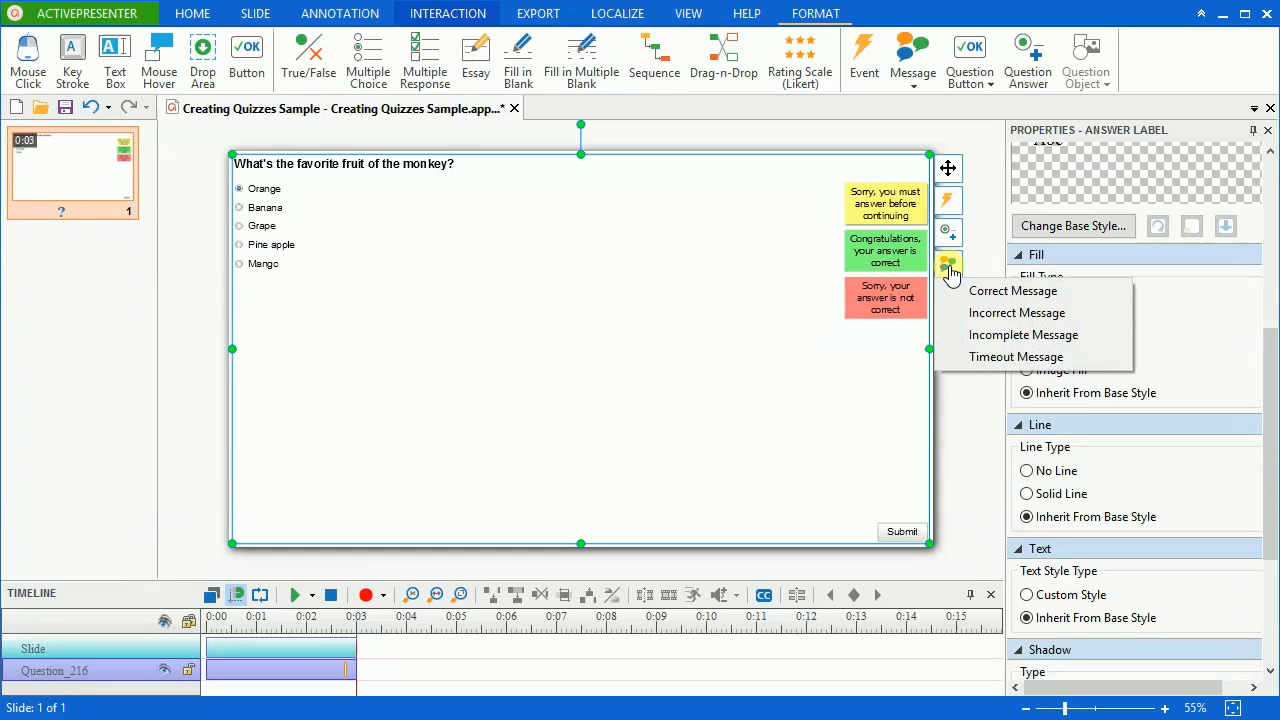 ACTIVEPRESENTER HOME SLIDE ANNOTATION INTERACTION EXPORT LOCALIZE VIEW HELP FORMAT
Mouse Click
Key Stroke
Text Box
Mouse Hover
Drop Area
Button
True/False
Multiple Choice
Multiple Response
Essay
Fill in Blank
Fill in Multiple Blank
Sequence
Drag-n-Drop
Rating Scale (Likert)
Event
Message
Question Button
Question Answer
Question Object
OK
OK
A
A
Creating Quizzes Sample - Creating Quizzes Sample.app...*
PROPERTIES - ANSWER LABEL
0:03
? 1
What's the favorite fruit of the monkey?
Orange
Banana
Grape
Pine apple
Mango
Sorry, you must
answer before
continuing
Congratulations,
your answer is
correct
Sorry, your
answer is not
correct
Submit
Correct Message
Incorrect Message
Incomplete Message
Timeout Message
Change Base Style...
Fill
Fill Type
Image Fill
Inherit From Base Style
Line
Line Type
No Line
Solid Line
Inherit From Base Style
Text
Text Style Type
Custom Style
Inherit From Base Style
Shadow
Type
TIMELINE
CC
0:00 0:01 0:02 0:03 0:04 0:05 0:06 0:07 0:08 0:09 0:10 0:11 0:12 0:13 0:14 0:15
Slide
Question_216
Slide: 1 of 1
55%